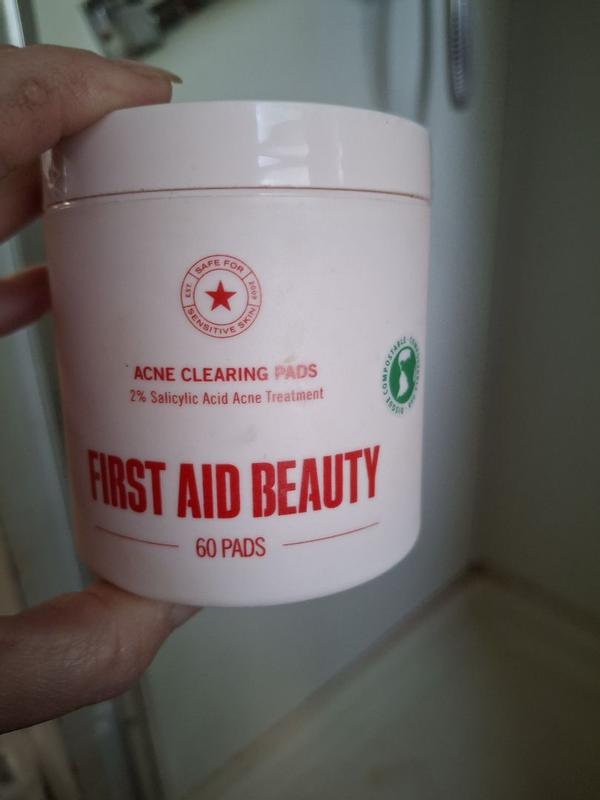 SAFE FOR
EST. 2009
SENSITIVE SKIN
ACNE CLEARING PADS
2% Salicylic Acid Acne Treatment
COMPOSTABLE
FIRST AID BEAUTY
60 PADS